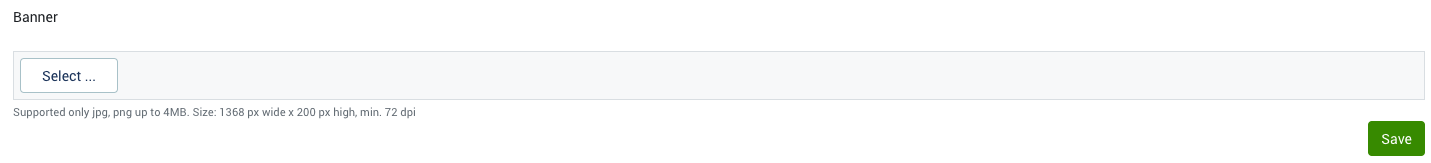 Banner
Select ...
Supported only jpg, png up to 4MB. Size: 1368 px wide x 200 px high, min. 72 dpi
Save